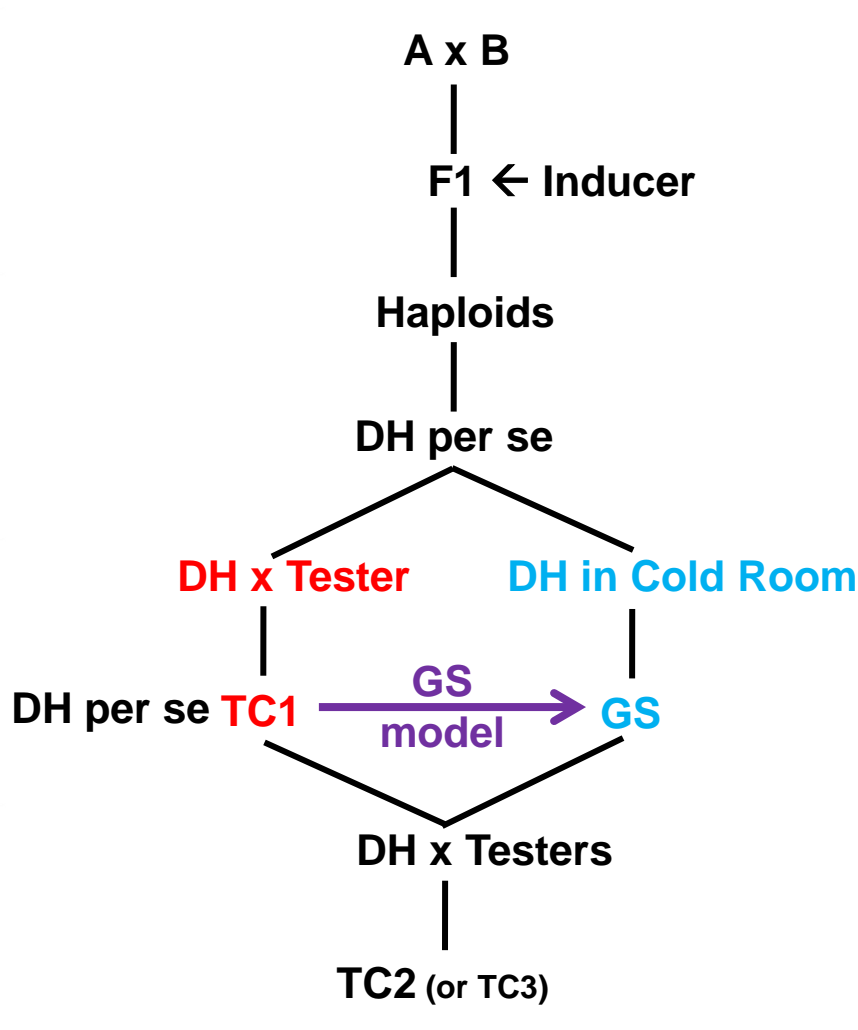 A x B
F1 ← Inducer
Haploids
DH per se
DH x Tester
DH in Cold Room
DH per se TC1
GS
model
GS
DH x Testers
TC2 (or TC3)